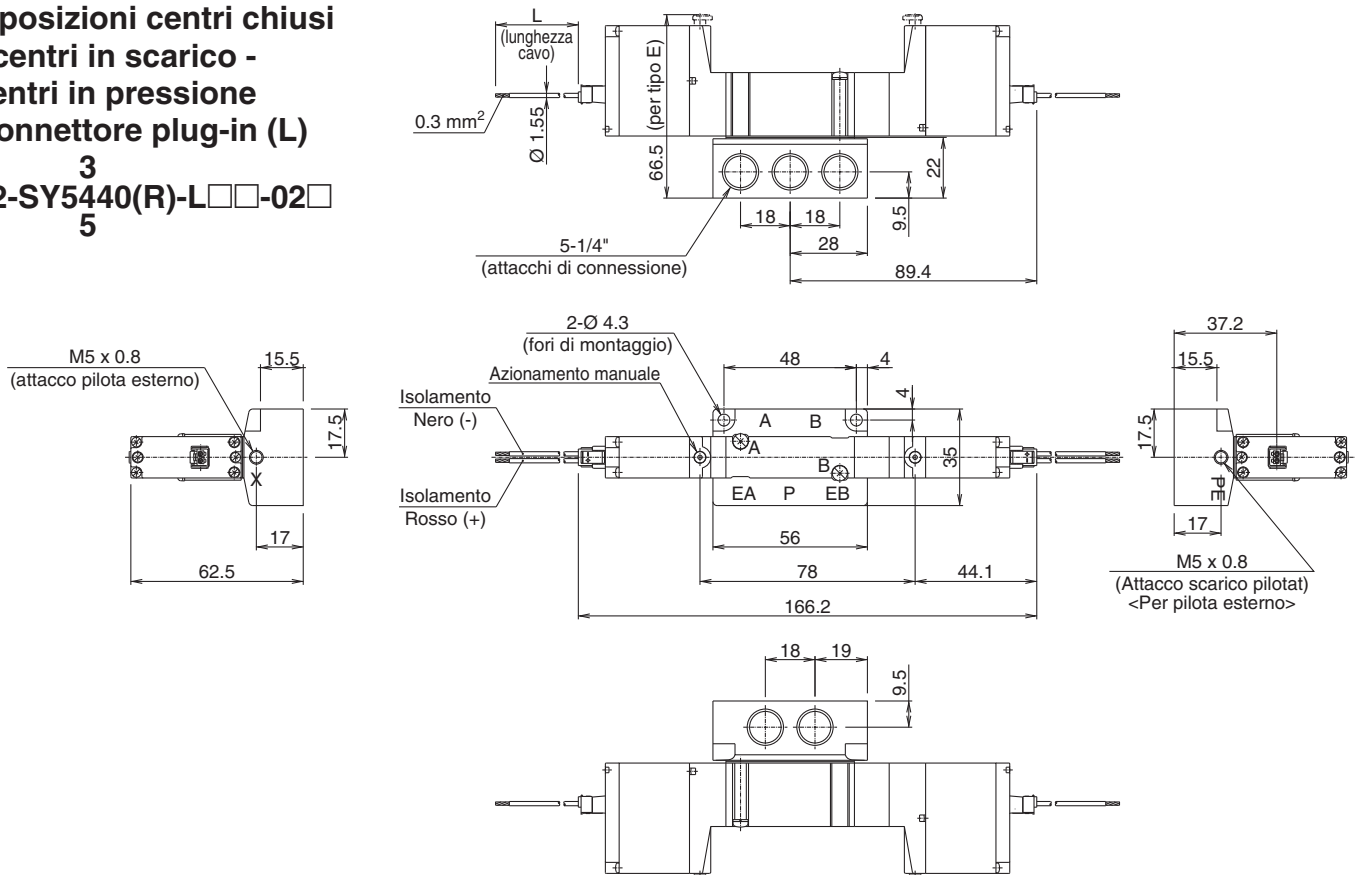 posizioni centri chiusi
centri in scarico -
entri in pressione
onnettore plug-in (L)
3
2-SY5440(R)-L□□-02□
5
L
(lunghezza
cavo)
0.3 mm²
Ø 1.55
66.5 (per tipo E)
22
9.5
18
18
28
89.4
5-1/4"
(attacchi di connessione)
M5 x 0.8
(attacco pilota esterno)
15.5
17.5
X
17
62.5
2-Ø 4.3
(fori di montaggio)
Azionamento manuale
Isolamento
Nero (-)
Isolamento
Rosso (+)
48
4
4
A
B
A
B
EA
P
EB
35
56
78
44.1
166.2
37.2
15.5
17.5
PE
17
M5 x 0.8
(Attacco scarico pilotat)
<Per pilota esterno>
18
19
9.5